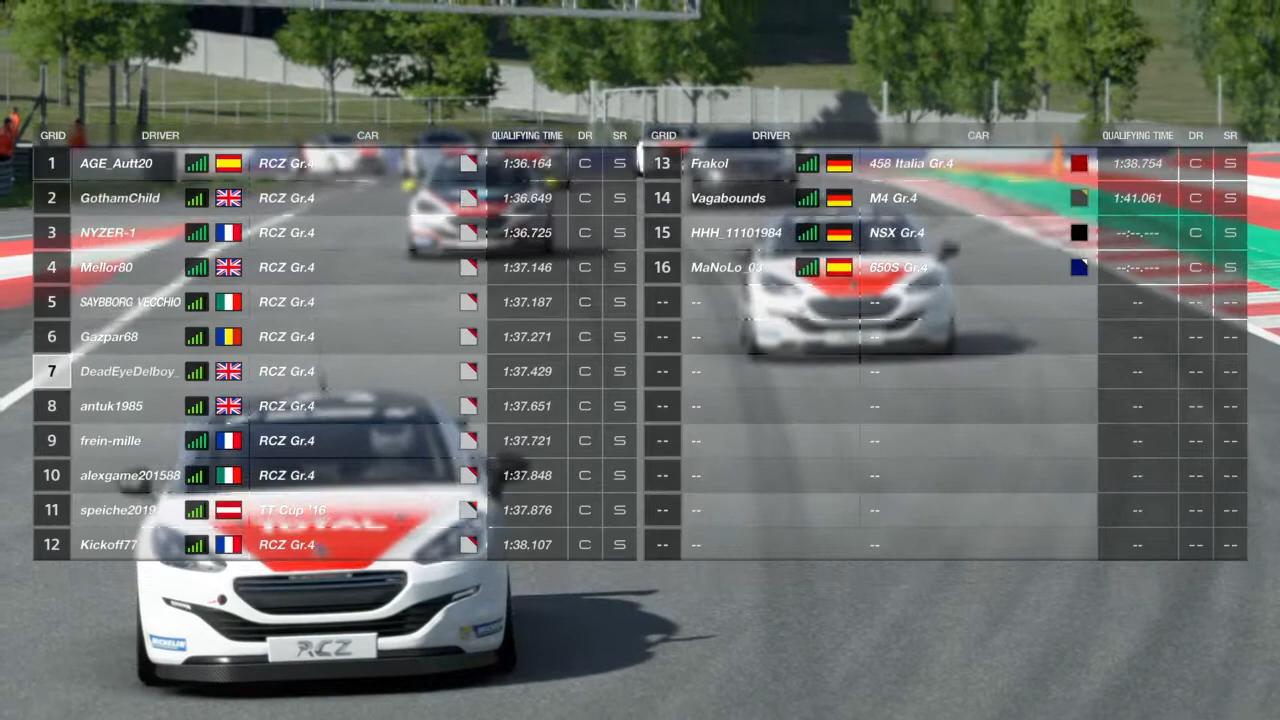 GRID DRIVER CAR QUALIFYING TIME DR SR
1 AGE_Autt20 RCZ Gr.4 1:36.164 C S
2 GothamChild RCZ Gr.4 1:36.649 C S
3 NYZER-1 RCZ Gr.4 1:36.725 C S
4 Mellor80 RCZ Gr.4 1:37.146 C S
5 SAYBBORG_VECCHIO RCZ Gr.4 1:37.187 C S
6 Gazpar68 RCZ Gr.4 1:37.271 C S
7 DeadEyeDelboy_ RCZ Gr.4 1:37.429 C S
8 antuk1985 RCZ Gr.4 1:37.651 C S
9 frein-mille RCZ Gr.4 1:37.721 C S
10 alexgame201588 RCZ Gr.4 1:37.848 C S
11 speiche2019 TT Cup '16 1:37.876 C S
12 Kickoff77 RCZ Gr.4 1:38.107 C S
GRID DRIVER CAR QUALIFYING TIME DR SR
13 Frakol 458 Italia Gr.4 1:38.754 C S
14 Vagabounds M4 Gr.4 1:41.061 C S
15 HHH_11101984 NSX Gr.4 --:--.--- C S
16 MaNoLo_03 650S Gr.4 --:--.--- C S
-- -- -- -- -- --
-- -- -- -- -- --
-- -- -- -- -- --
-- -- -- -- -- --
-- -- -- -- -- --
-- -- -- -- -- --
-- -- -- -- -- --
-- -- -- -- -- --
TOTAL
MICHELIN
RCZ